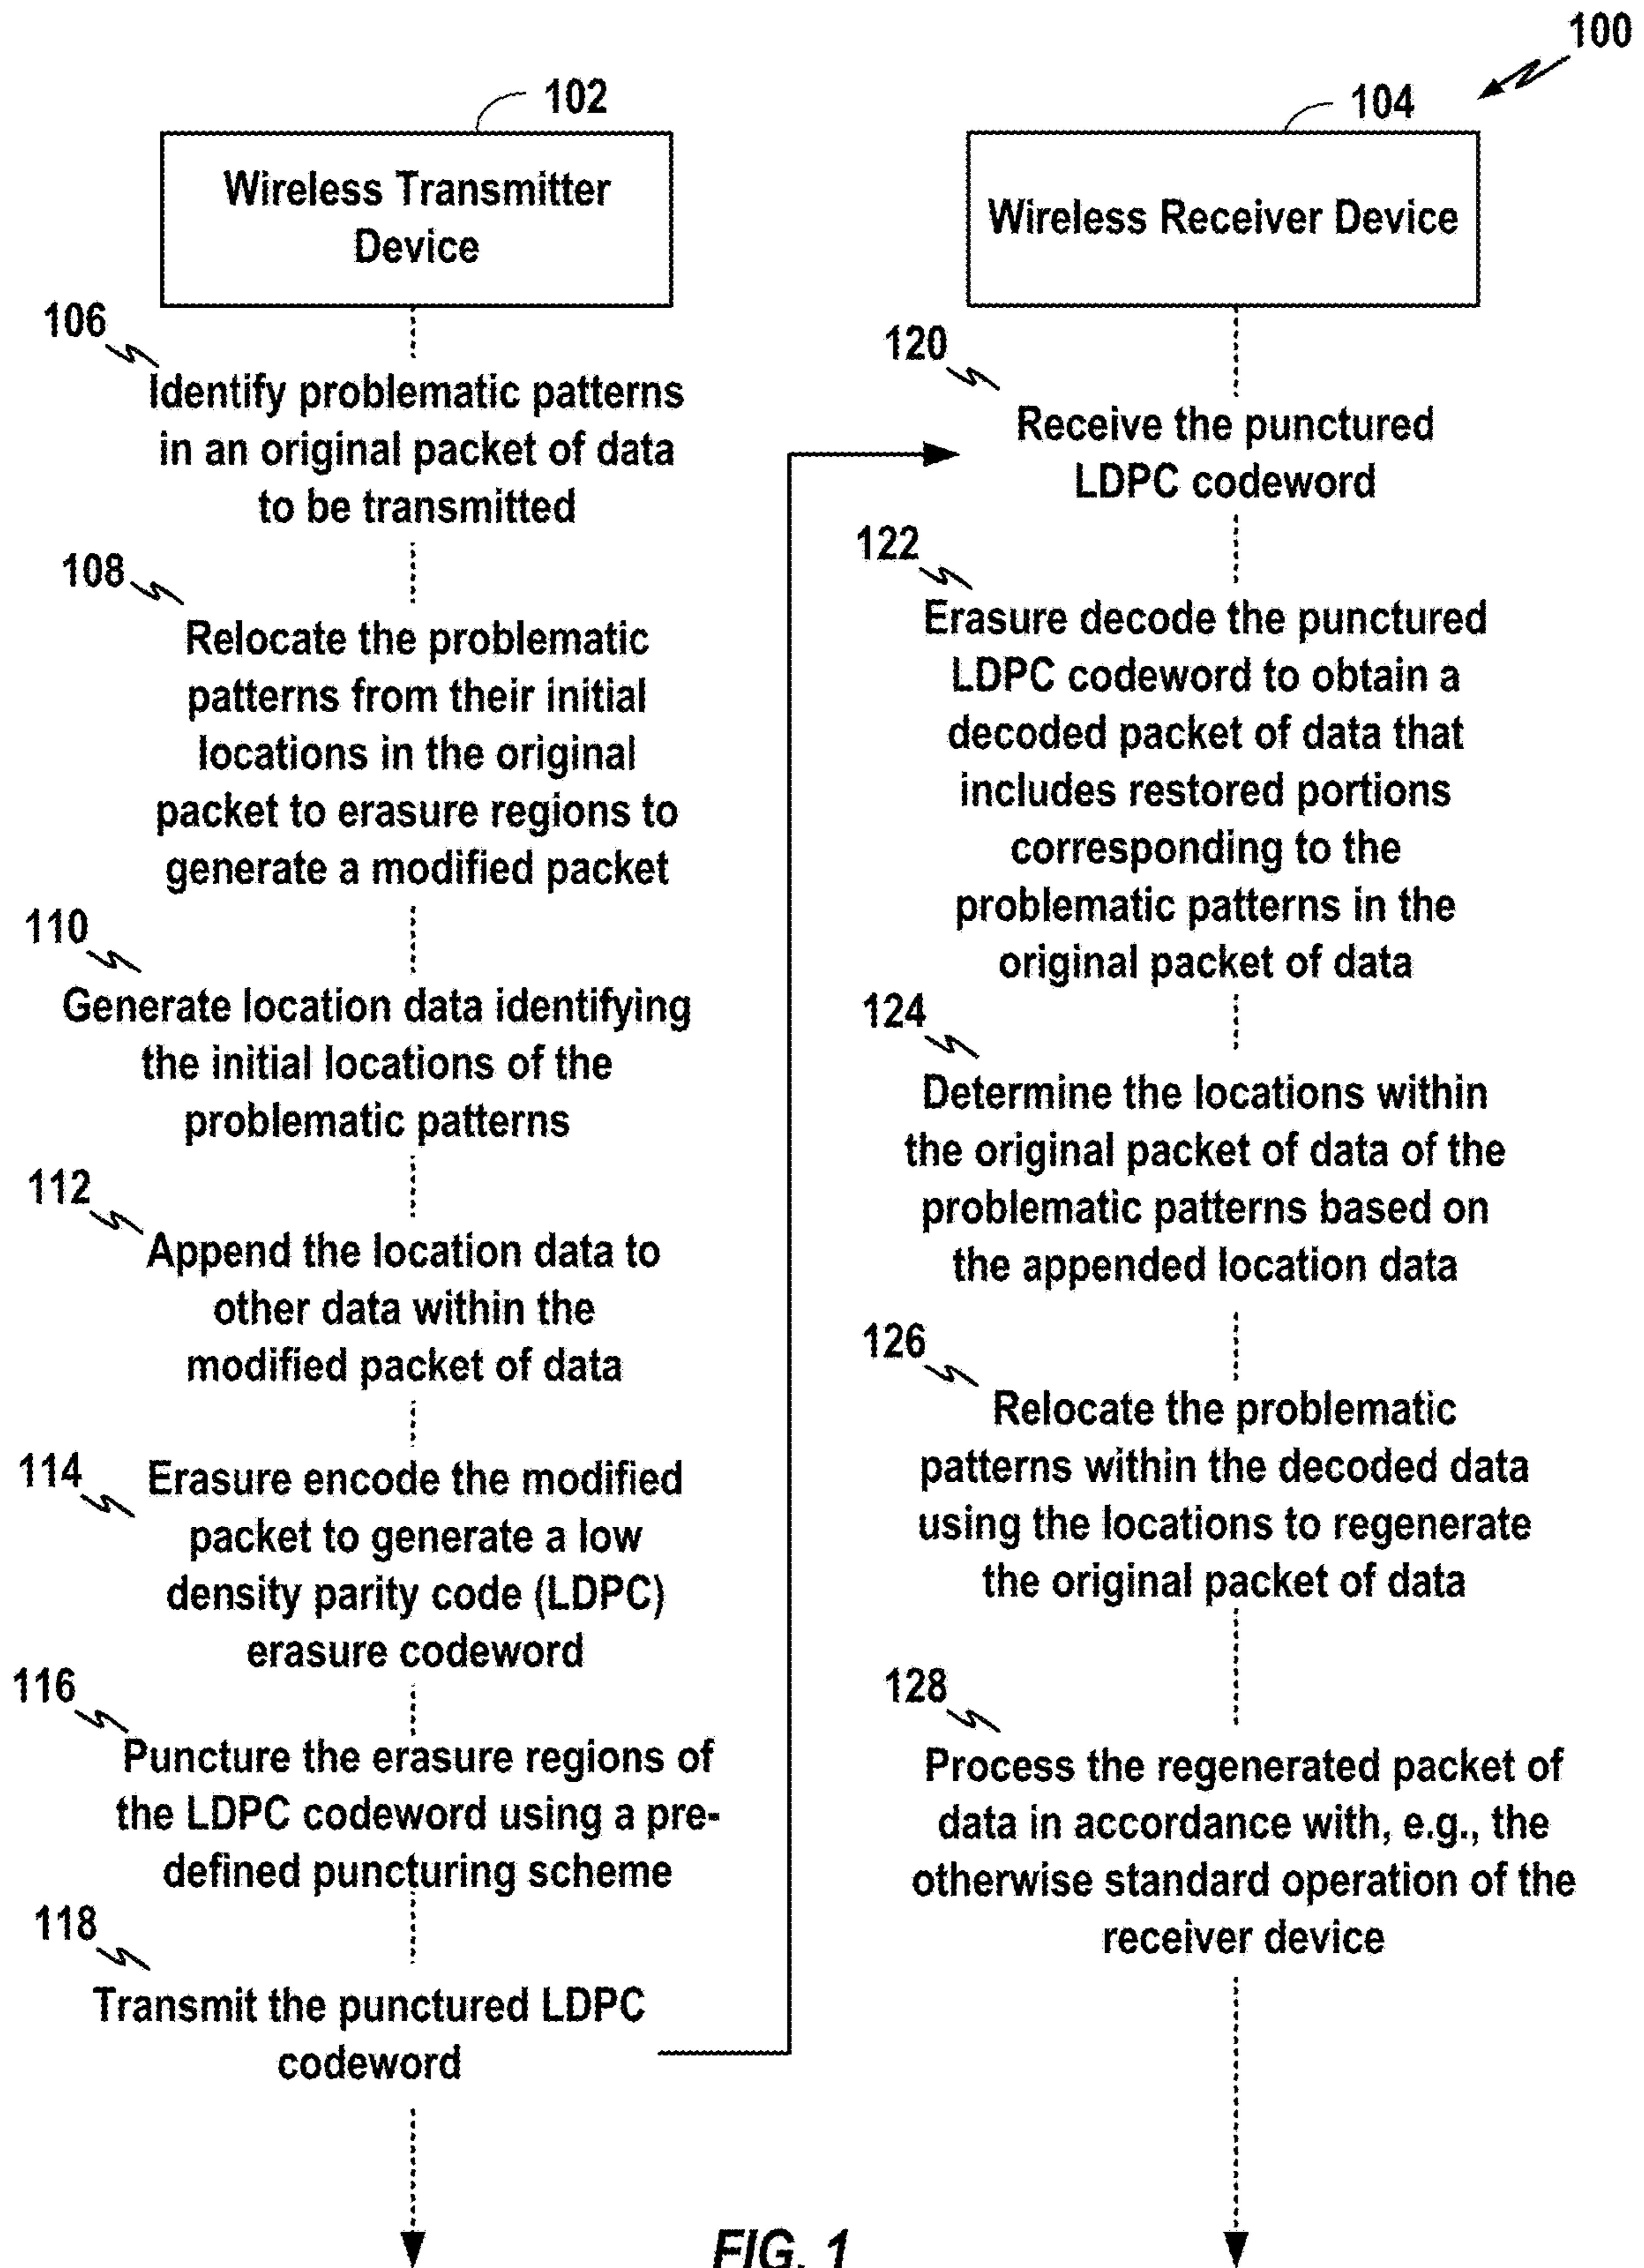 100
102
Wireless Transmitter
Device
106
Identify problematic patterns
in an original packet of data
to be transmitted
108
Relocate the problematic
patterns from their initial
locations in the original
packet to erasure regions to
generate a modified packet
110
Generate location data identifying
the initial locations of the
problematic patterns
112
Append the location data to
other data within the
modified packet of data
114
Erasure encode the modified
packet to generate a low
density parity code (LDPC)
erasure codeword
116
Puncture the erasure regions of
the LDPC codeword using a pre-
defined puncturing scheme
118
Transmit the punctured LDPC
codeword
104
Wireless Receiver Device
120
Receive the punctured
LDPC codeword
122
Erasure decode the punctured
LDPC codeword to obtain a
decoded packet of data that
includes restored portions
corresponding to the
problematic patterns in the
original packet of data
124
Determine the locations within
the original packet of data of the
problematic patterns based on
the appended location data
126
Relocate the problematic
patterns within the decoded data
using the locations to regenerate
the original packet of data
128
Process the regenerated packet of
data in accordance with, e.g., the
otherwise standard operation of the
receiver device
FIG. 1